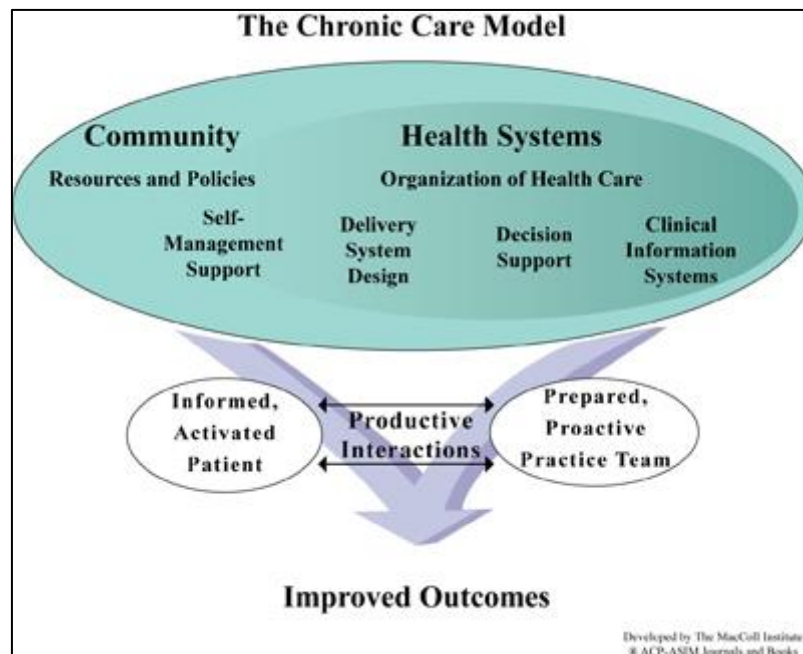 The Chronic Care Model
Community
Health Systems
Resources and Policies
Organization of Health Care
Self-
Management
Support
Delivery
System
Design
Decision
Support
Clinical
Information
Systems
Informed,
Activated
Patient
Productive
Interactions
Prepared,
Proactive
Practice Team
Improved Outcomes
Developed by The MacColl Institute
® ACP-ASIM Journals and Books